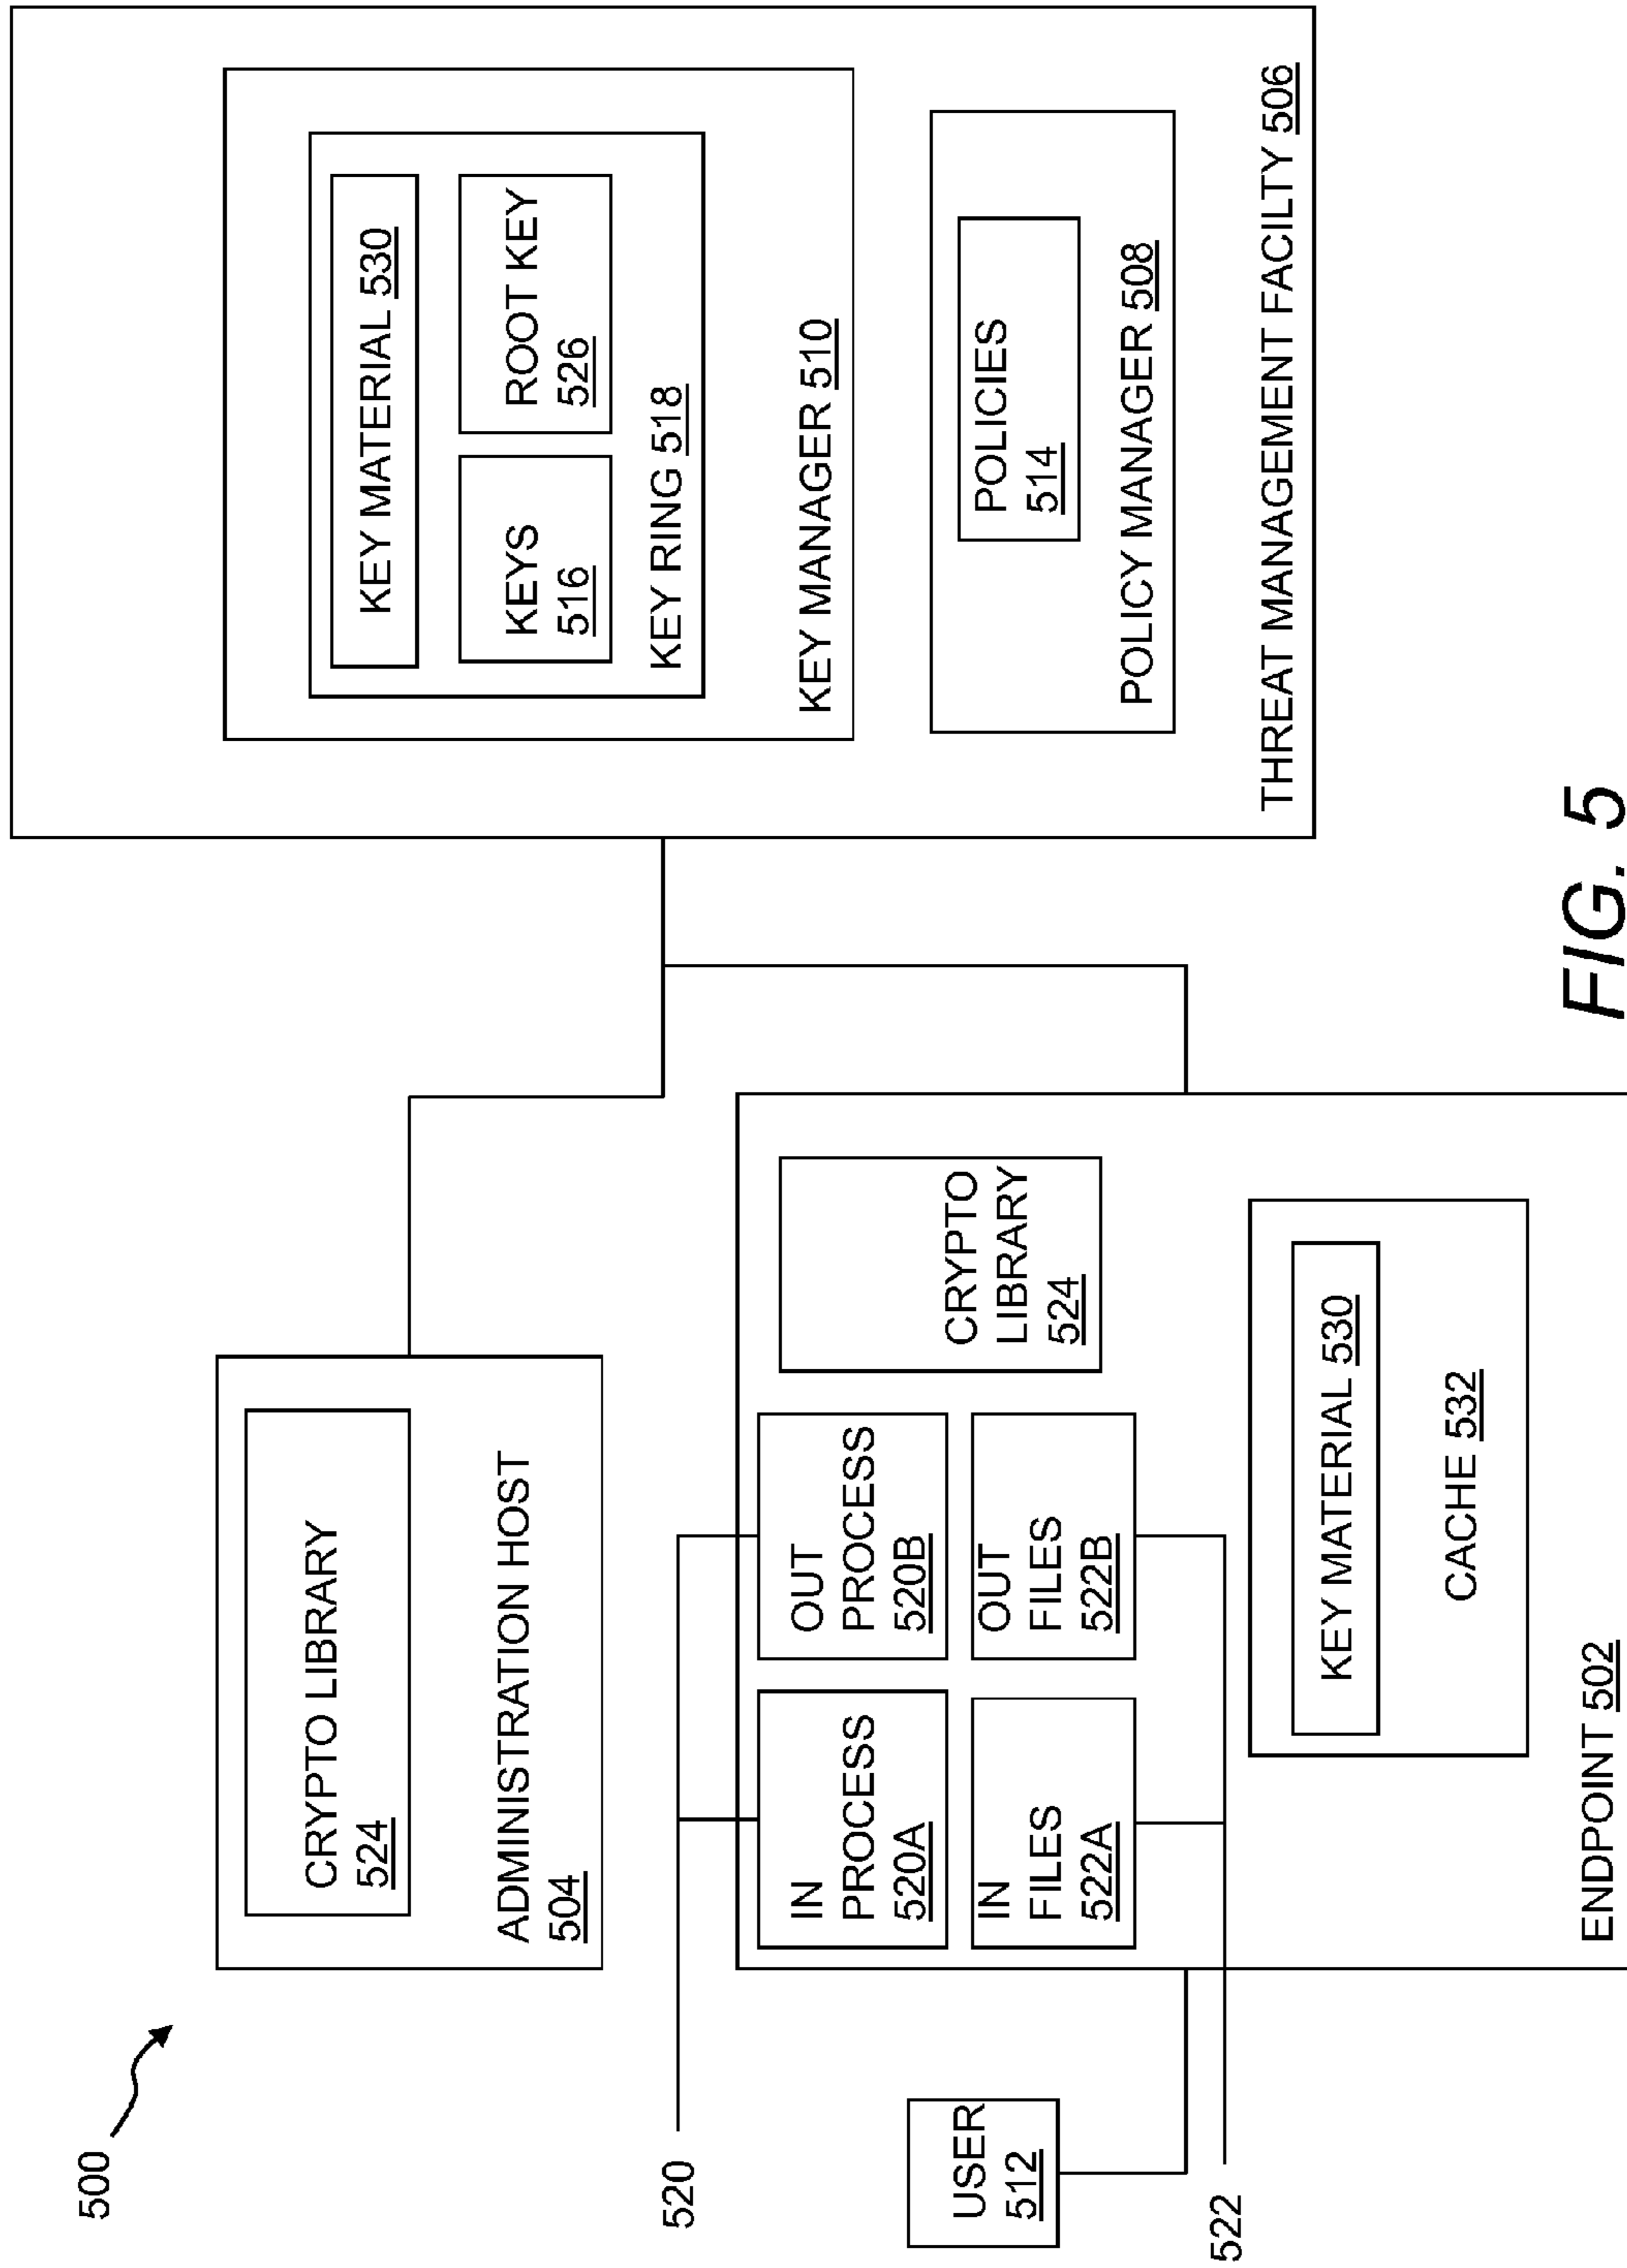 500
CRYPTO LIBRARY
524
ADMINISTRATION HOST
504
520
USER
512
522
IN
PROCESS
520A
OUT
PROCESS
520B
IN
FILES
522A
OUT
FILES
522B
CRYPTO
LIBRARY
524
KEY MATERIAL 530
CACHE 532
ENDPOINT 502
KEY MATERIAL 530
KEYS
516
ROOT KEY
526
KEY RING 518
KEY MANAGER 510
POLICIES
514
POLICY MANAGER 508
THREAT MANAGEMENT FACILTY 506
FIG. 5